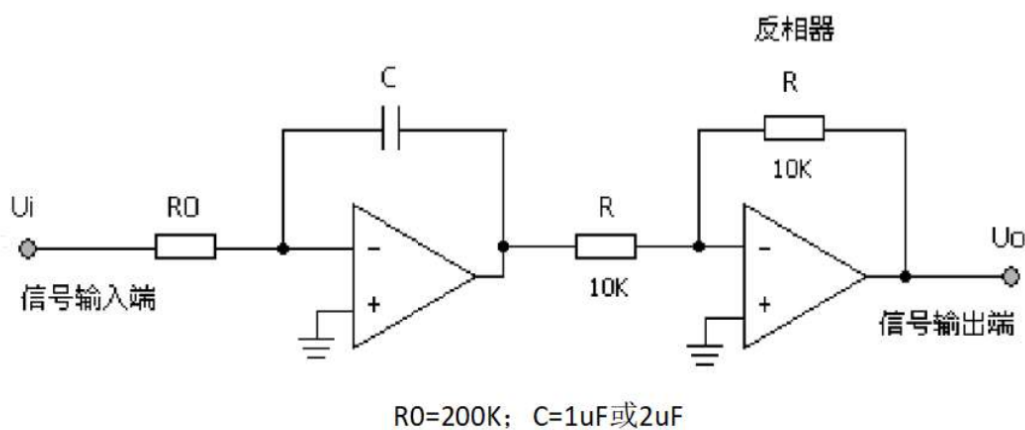 反相器
C
R
10K
Ui
R0
R
Uo
10K
信号输入端
信号输出端
R0=200K；C=1uF或2uF